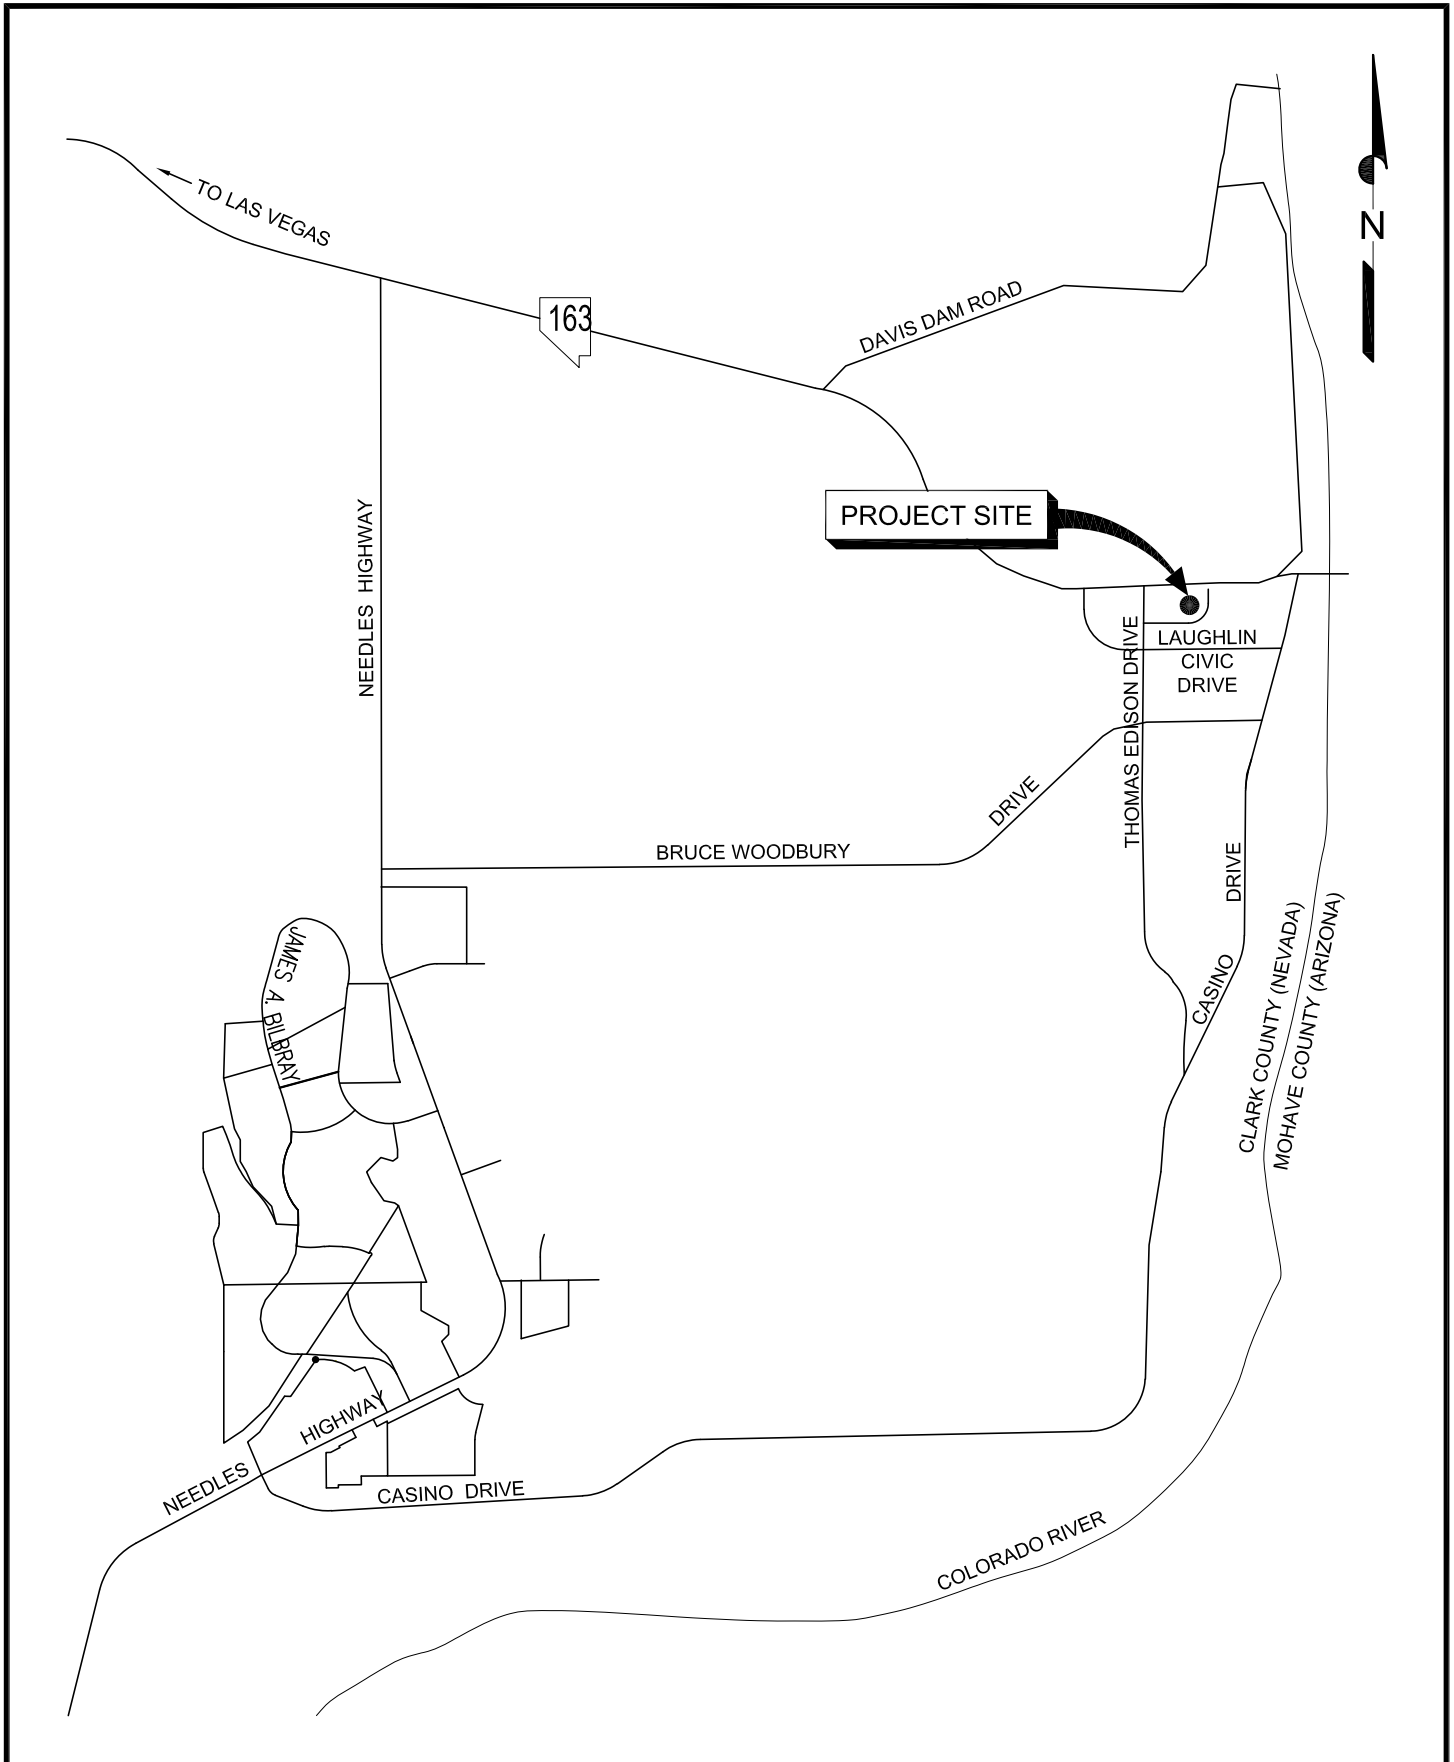 TO LAS VEGAS
N
163
DAVIS DAM ROAD
PROJECT SITE
NEEDLES HIGHWAY
THOMAS EDISON DRIVE
LAUGHLIN
CIVIC
DRIVE
BRUCE WOODBURY DRIVE
CASINO DRIVE
CLARK COUNTY (NEVADA)
MOHAVE COUNTY (ARIZONA)
JAMES A. BILBRAY
NEEDLES HIGHWAY
CASINO DRIVE
COLORADO RIVER